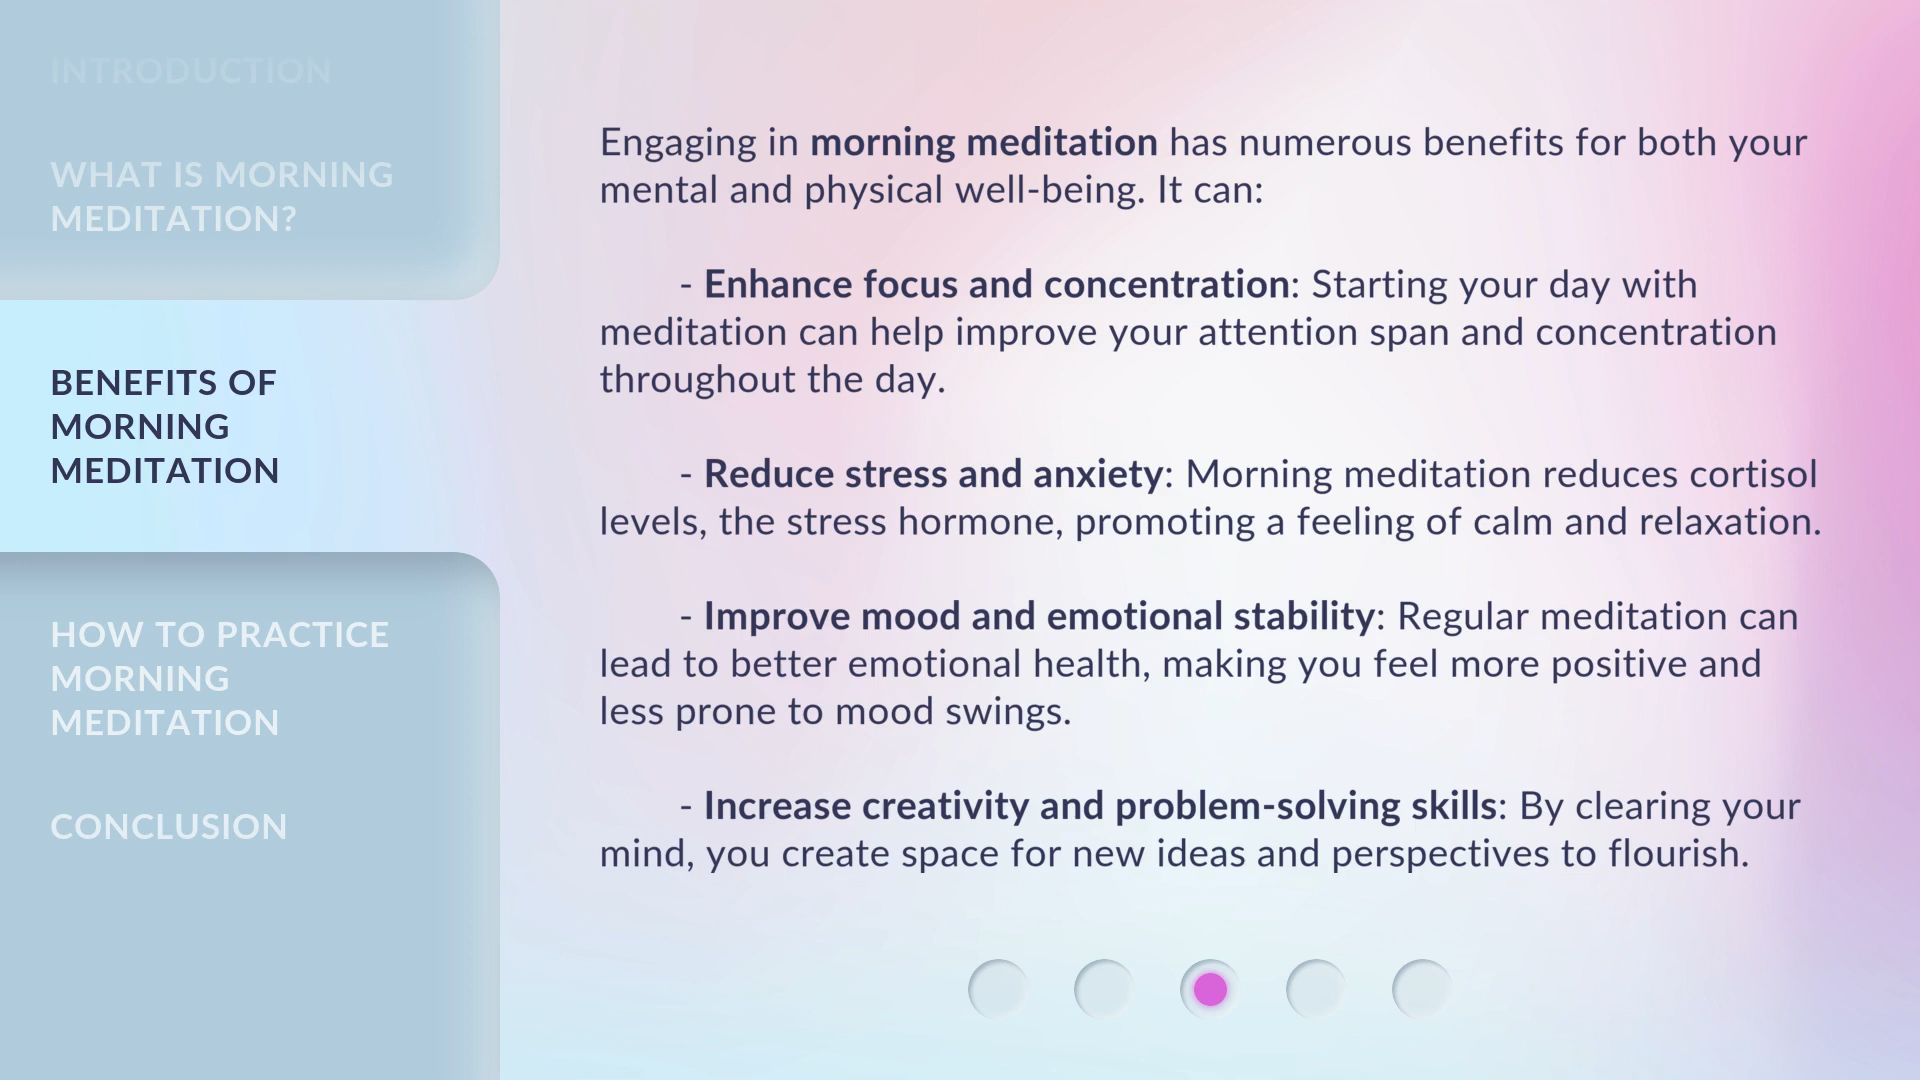 INTRODUCTION
WHAT IS MORNING
MEDITATION?
BENEFITS OF
MORNING
MEDITATION
HOW TO PRACTICE
MORNING
MEDITATION
CONCLUSION
Engaging in morning meditation has numerous benefits for both your
mental and physical well-being. It can:
- Enhance focus and concentration: Starting your day with
meditation can help improve your attention span and concentration
throughout the day.
- Reduce stress and anxiety: Morning meditation reduces cortisol
levels, the stress hormone, promoting a feeling of calm and relaxation.
- Improve mood and emotional stability: Regular meditation can
lead to better emotional health, making you feel more positive and
less prone to mood swings.
- Increase creativity and problem-solving skills: By clearing your
mind, you create space for new ideas and perspectives to flourish.